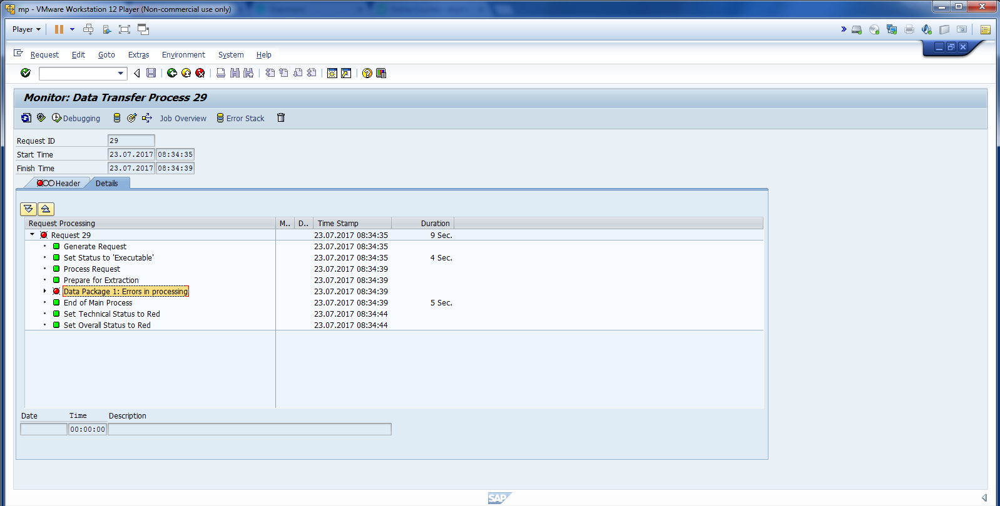 mp - VMware Workstation 12 Player (Non-commercial use only)
Player
Request Edit Goto Extras Environment System Help
Monitor: Data Transfer Process 29
Debugging Job Overview Error Stack
Request ID 29
Start Time 23.07.2017 08:34:35
Finish Time 23.07.2017 08:34:39
Header Details
Request Processing M.. D.. Time Stamp Duration
Request 29 23.07.2017 08:34:35 9 Sec.
Generate Request 23.07.2017 08:34:35
Set Status to 'Executable' 23.07.2017 08:34:35 4 Sec.
Process Request 23.07.2017 08:34:39
Prepare for Extraction 23.07.2017 08:34:39
Data Package 1: Errors in processing 23.07.2017 08:34:39
End of Main Process 23.07.2017 08:34:39 5 Sec.
Set Technical Status to Red 23.07.2017 08:34:44
Set Overall Status to Red 23.07.2017 08:34:44
Date Time Description
00:00:00
SAP